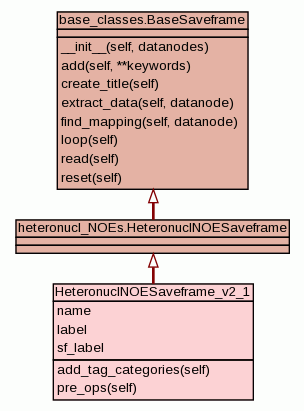 base_classes.BaseSaveframe
__init__(self, datanodes)
add(self, **keywords)
create_title(self)
extract_data(self, datanode)
find_mapping(self, datanode)
loop(self)
read(self)
reset(self)
heteronucl_NOEs.HeteronuclNOESaveframe
HeteronuclNOESaveframe_v2_1
name
label
sf_label
add_tag_categories(self)
pre_ops(self)